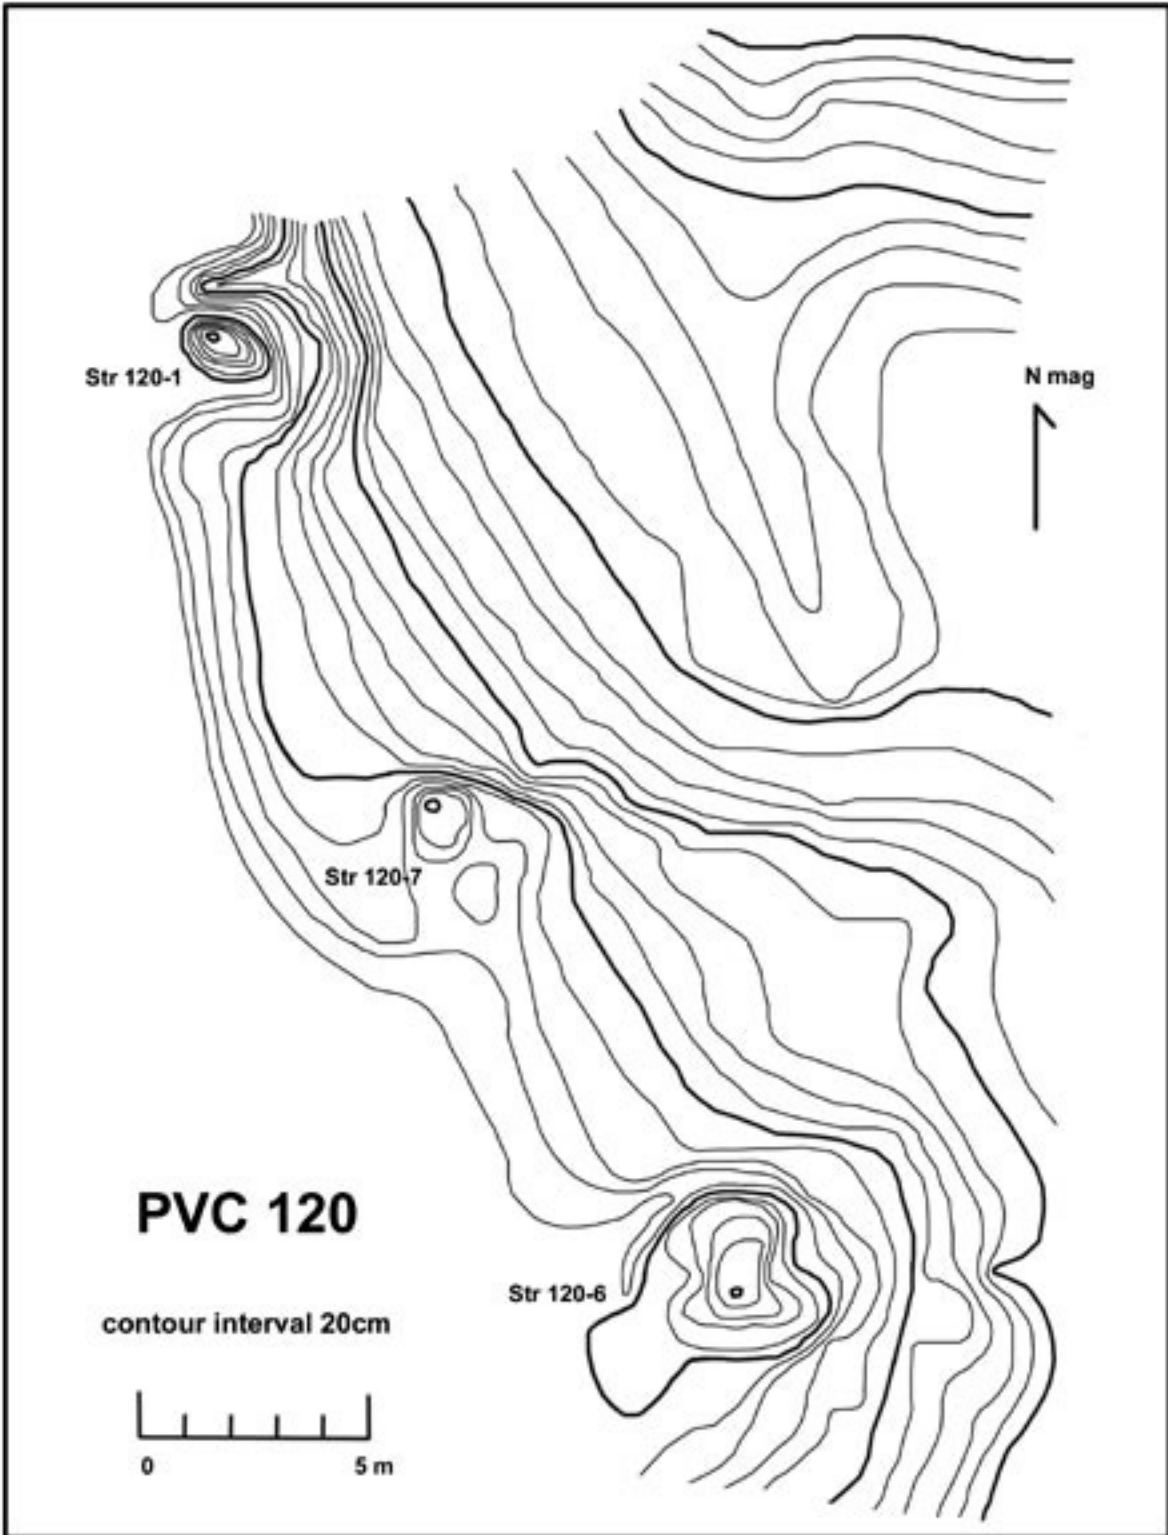 N mag
Str 120-1
Str 120-7
PVC 120
Str 120-6
contour interval 20cm
0 5 m